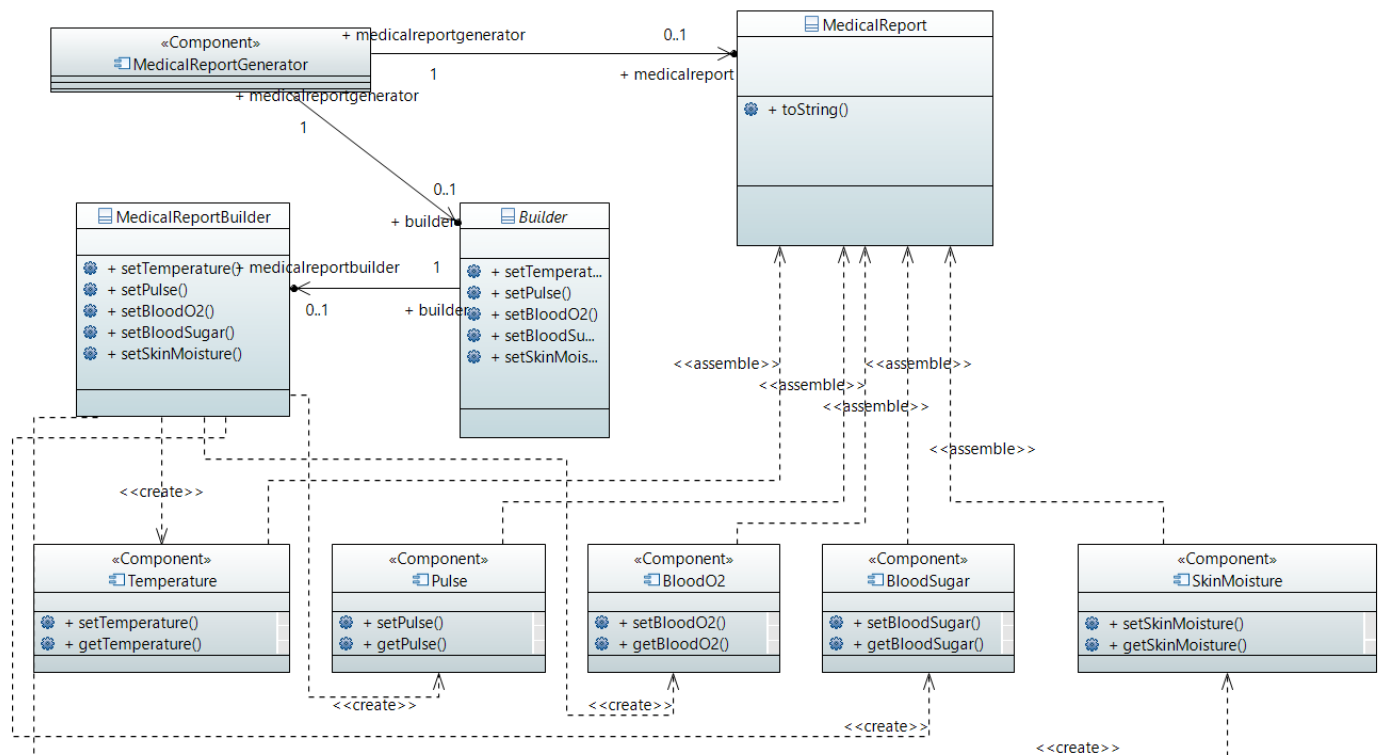 MedicalReport
+ medicalreportgenerator
0..1
«Component»
MedicalReportGenerator
1
+ medicalreport
+ medicalreportgenerator
+ toString()
1
0..1
MedicalReportBuilder
+ builder
Builder
+ setTemperature()
+ setPulse()
+ setBloodO2()
+ setBloodSugar()
+ setSkinMoisture()
+ medicalreportbuilder
1
0..1
+ builder
+ setTemperat...
+ setPulse()
+ setBloodO2()
+ setBloodSu...
+ setSkinMois...
<<assemble>>
<<assemble>>
<<assemble>>
<<assemble>>
<<assemble>>
<<create>>
«Component»
Temperature
+ setTemperature()
+ getTemperature()
«Component»
Pulse
+ setPulse()
+ getPulse()
«Component»
BloodO2
+ setBloodO2()
+ getBloodO2()
«Component»
BloodSugar
+ setBloodSugar()
+ getBloodSugar()
«Component»
SkinMoisture
+ setSkinMoisture()
+ getSkinMoisture()
<<create>>
<<create>>
<<create>>
<<create>>